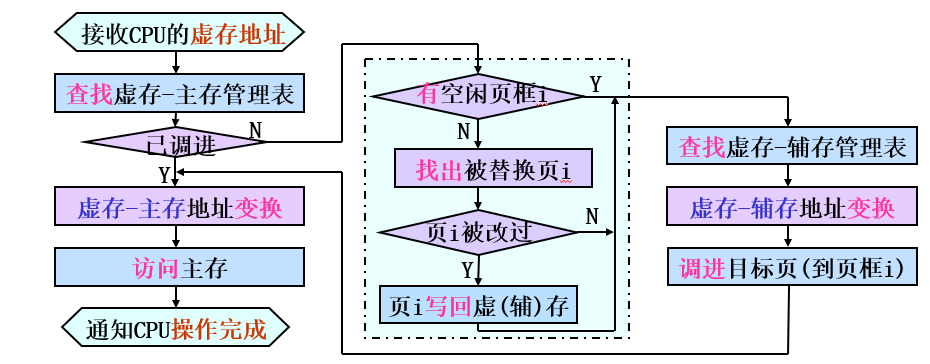 接收CPU的虚存地址
查找虚存-主存管理表
已调进
N
Y
虚存-主存地址变换
访问主存
通知CPU操作完成
有空闲页框i
Y
N
找出被替换页i
页i被改过
N
Y
页i写回虚(辅)存
查找虚存-辅存管理表
虚存-辅存地址变换
调进目标页(到页框i)